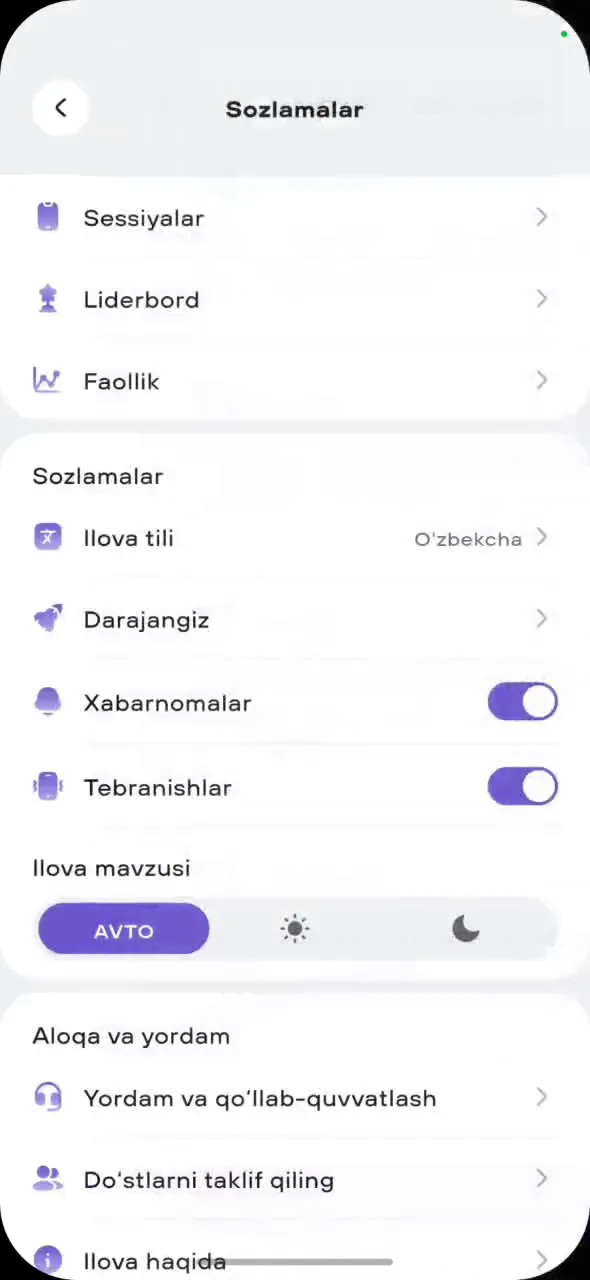 Sozlamalar
Sessiyalar
Liderbord
Faollik
Sozlamalar
Ilova tili O'zbekcha
Darajangiz
Xabarnomalar
Tebranishlar
Ilova mavzusi
AVTO
Aloqa va yordam
Yordam va qo‘llab-quvvatlash
Do‘stlarni taklif qiling
Ilova haqida